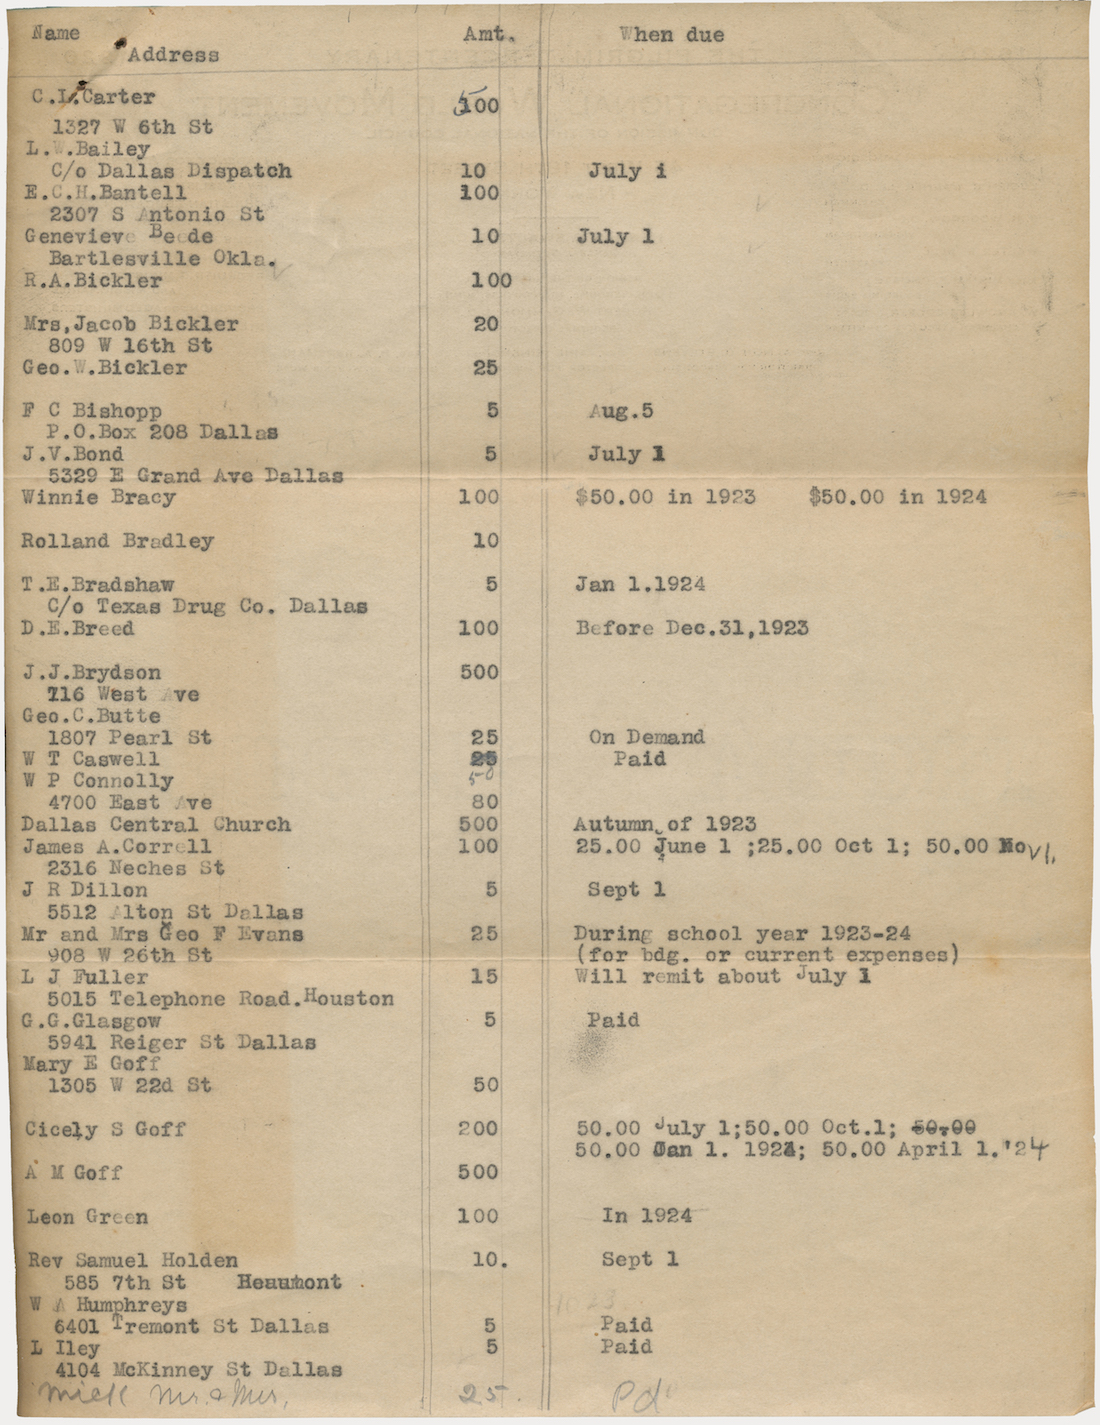 Name Amt. When due
Address
C.L.Carter 500
1327 W 6th St
L.W.Bailey
C/o Dallas Dispatch 10 July i
E.C.H.Bantell 100
2307 S Antonio St
Genevieve Beede 10 July 1
Bartlesville Okla.
R.A.Bickler 100
Mrs,Jacob Bickler 20
809 W 16th St
Geo.W.Bickler 25
F C Bishopp 5 Aug.5
P.O.Box 208 Dallas
J.V.Bond 5 July 1
5329 E Grand Ave Dallas
Winnie Bracy 100 $50.00 in 1923 $50.00 in 1924
Rolland Bradley 10
T.E.Bradshaw 5 Jan 1.1924
C/o Texas Drug Co. Dallas
D.E.Breed 100 Before Dec.31,1923
J.J.Brydson 500
716 West Ave
Geo.C.Butte
1807 Pearl St 25 On Demand
W T Caswell 25 Paid
W P Connolly 50
4700 East Ave 80
Dallas Central Church 500 Autumn of 1923
James A.Correll 100 25.00 June 1 ;25.00 Oct 1; 50.00 Nov 1.
2316 Neches St
J R Dillon 5 Sept 1
5512 Alton St Dallas
Mr and Mrs Geo F Evans 25 During school year 1923-24
908 W 26th St (for bdg. or current expenses)
L J Fuller 15 Will remit about July 1
5015 Telephone Road.Houston
G.G.Glasgow 5 Paid
5941 Reiger St Dallas
Mary E Goff
1305 W 22d St 50
Cicely S Goff 200 50.00 July 1;50.00 Oct.1; 50.00
50.00 Jan 1. 1924; 50.00 April 1.'24
A M Goff 500
Leon Green 100 In 1924
Rev Samuel Holden 10. Sept 1
585 7th St Beaumont
W A Humphreys
6401 Tremont St Dallas 5 Paid
L Iley 5 Paid
4104 McKinney St Dallas
Mr. & Mrs. 25. Pd